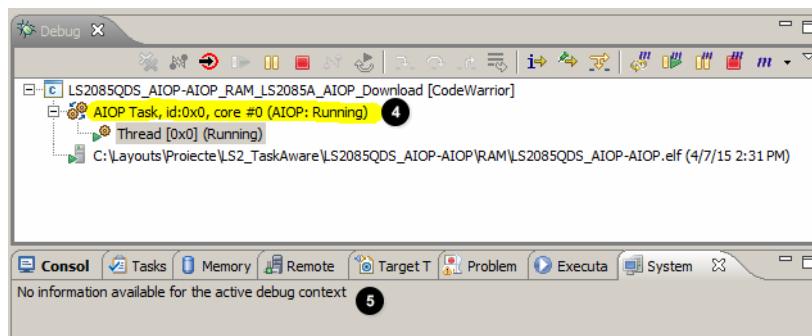 Debug
i
m
m
m
m
LS2085QDS_AIOP-AIOP_RAM_LS2085A_AIOP_Download [CodeWarrior]
AIOP Task, id:0x0, core #0 (AIOP: Running) 4
Thread [0x0] (Running)
C:\Layouts\Proiecte\LS2_TaskAware\LS2085QDS_AIOP-AIOP\RAM\LS2085QDS_AIOP-AIOP.elf (4/7/15 2:31 PM)
Consol Tasks Memory Remote Target T Problem Executa System
No information available for the active debug context 5